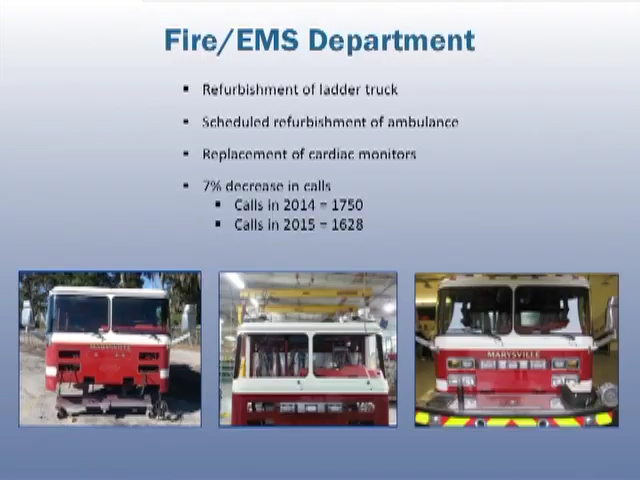 Fire/EMS Department
▪ Refurbishment of ladder truck
▪ Scheduled refurbishment of ambulance
▪ Replacement of cardiac monitors
▪ 7% decrease in calls
▪ Calls in 2014 = 1750
▪ Calls in 2015 = 1628
MARYSVILLE
MARYSVILLE